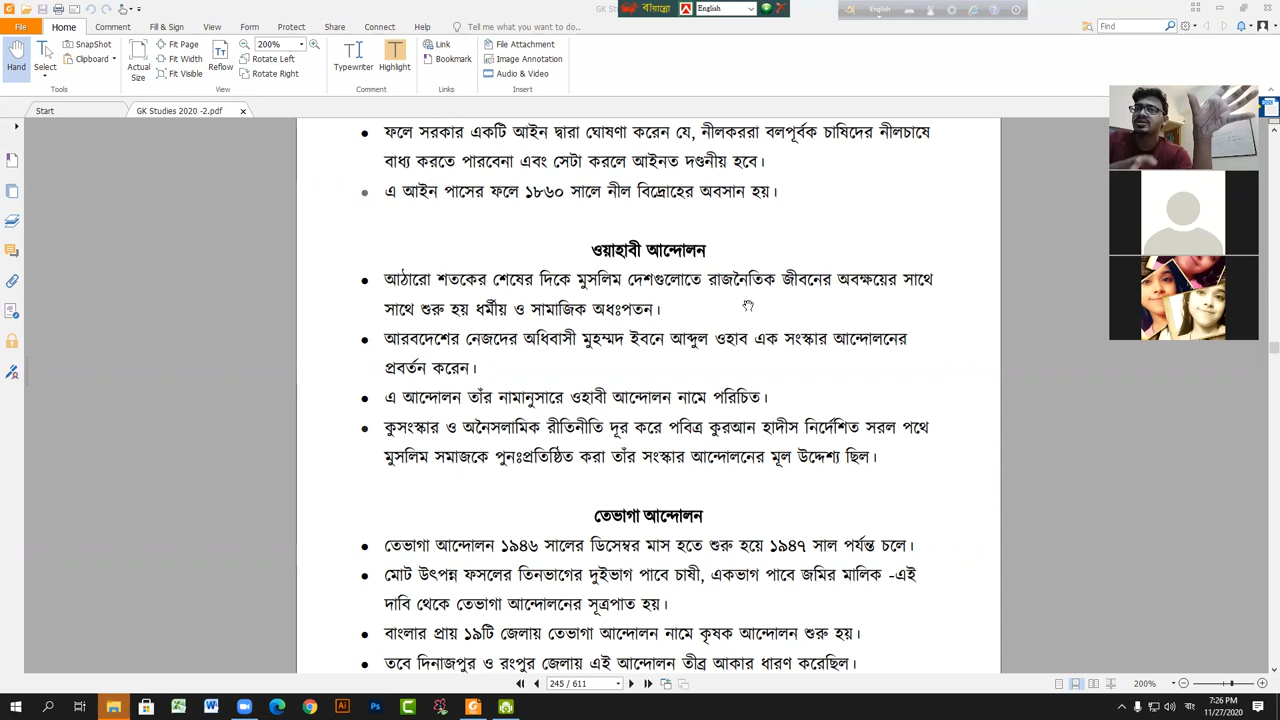 GK St
বায়ান্নো
English
English
File
Home
Comment
View
Form
Protect
Share
Connect
Help
Tell me what you want to do..
Find
Hand
Select
SnapShot
Clipboard
Actual
Size
Fit Page
Fit Width
Fit Visible
Reflow
200%
Rotate Left
Rotate Right
Typewriter
Highlight
Link
Bookmark
File Attachment
Image Annotation
Audio & Video
Tools
View
Comment
Links
Insert
Start
GK Studies 2020 -2.pdf
ফলে সরকার একটি আইন দ্বারা ঘোষণা করেন যে, নীলকররা বলপূর্বক চাষিদের নীলচাষে
বাধ্য করতে পারবেনা এবং সেটা করলে আইনত দণ্ডনীয় হবে।
এ আইন পাসের ফলে ১৮৬০ সালে নীল বিদ্রোহের অবসান হয়।
ওয়াহাবী আন্দোলন
আঠারো শতকের শেষের দিকে মুসলিম দেশগুলোতে রাজনৈতিক জীবনের অবক্ষয়ের সাথে
সাথে শুরু হয় ধর্মীয় ও সামাজিক অধঃপতন।
আরবদেশের নেজদের অধিবাসী মুহম্মদ ইবনে আব্দুল ওহাব এক সংস্কার আন্দোলনের
প্রবর্তন করেন।
এ আন্দোলন তাঁর নামানুসারে ওহাবী আন্দোলন নামে পরিচিত।
কুসংস্কার ও অনৈসলামিক রীতিনীতি দূর করে পবিত্র কুরআন হাদীস নির্দেশিত সরল পথে
মুসলিম সমাজকে পুনঃপ্রতিষ্ঠিত করা তাঁর সংস্কার আন্দোলনের মূল উদ্দেশ্য ছিল।
তেভাগা আন্দোলন
তেভাগা আন্দোলন ১৯৪৬ সালের ডিসেম্বর মাস হতে শুরু হয়ে ১৯৪৭ সাল পর্যন্ত চলে।
মোট উৎপন্ন ফসলের তিনভাগের দুইভাগ পাবে চাষী, একভাগ পাবে জমির মালিক -এই
দাবি থেকে তেভাগা আন্দোলনের সূত্রপাত হয়।
বাংলার প্রায় ১৯টি জেলায় তেভাগা আন্দোলন নামে কৃষক আন্দোলন শুরু হয়।
তবে দিনাজপুর ও রংপুর জেলায় এই আন্দোলন তীব্র আকার ধারণ করেছিল।
245 / 611
200%
বাং
7:26 PM
11/27/2020